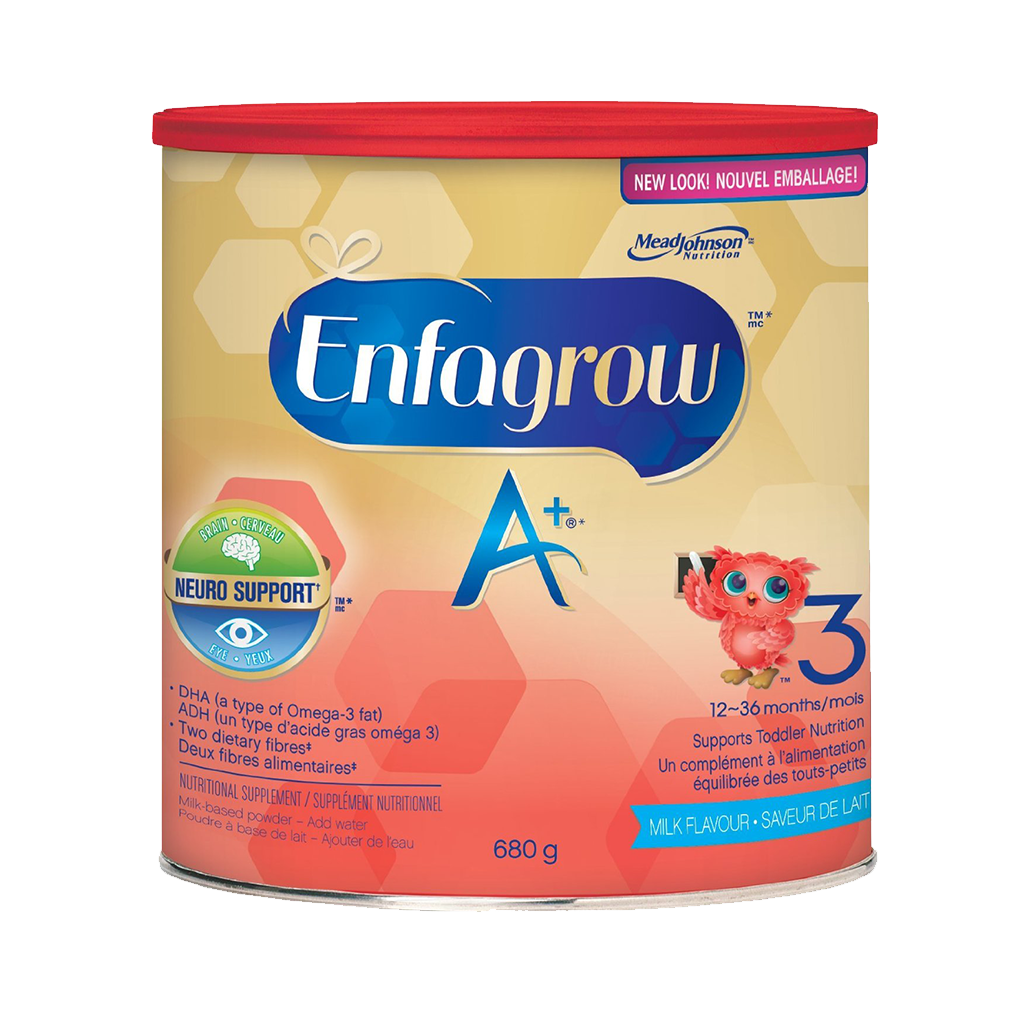 NEW LOOK! NOUVEL EMBALLAGE!
MeadJohnson™
Nutrition MC
Enfagrow
TM*
mc
A+®*
BRAIN • CERVEAU
NEURO SUPPORT†
TM*
mc
EYE • YEUX
3
TM
12~36 months/mois
Supports Toddler Nutrition
Un complément à l'alimentation
équilibrée des touts-petits
MILK FLAVOUR • SAVEUR DE LAIT
• DHA (a type of Omega-3 fat)
ADH (un type d'acide gras oméga 3)
• Two dietary fibres‡
Deux fibres alimentaires‡
NUTRITIONAL SUPPLEMENT / SUPPLÉMENT NUTRITIONNEL
Milk-based powder – Add water
Poudre à base de lait – Ajouter de l'eau
680 g